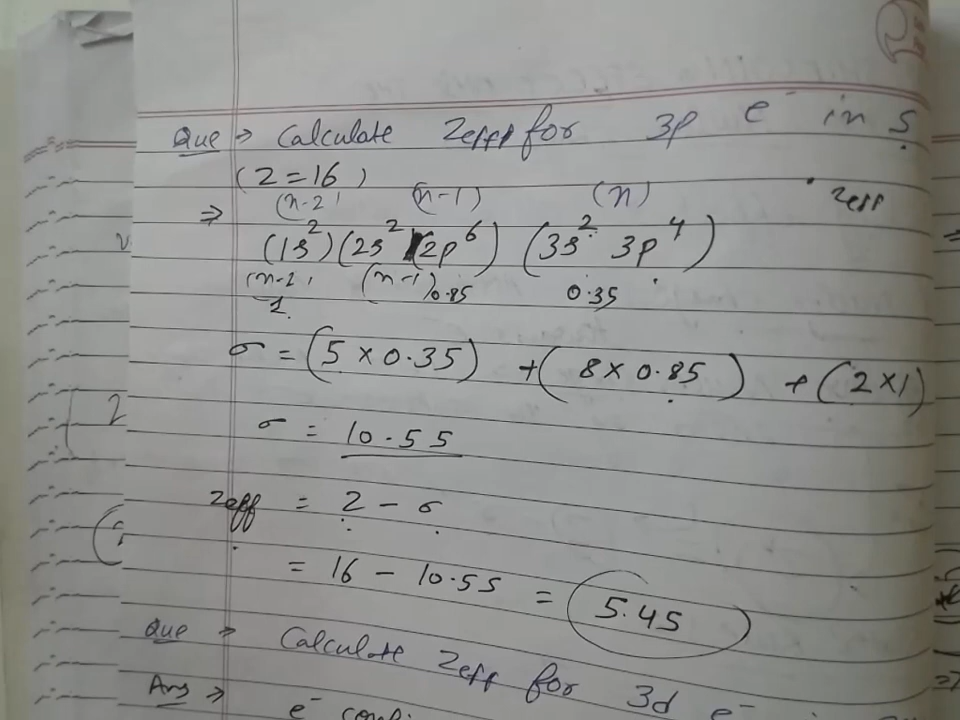 Que ⇒ Calculate Zeff for 3p e⁻ in S.
(Z=16)
(n-2) (n-1) (n) Zeff
⇒ (1s²)(2s² 2p⁶) (3s² 3p⁴)
(n-2) (n-1) 0.85 0.35
1.
σ = (5 × 0.35) + (8 × 0.85) + (2×1)
σ = 10.55
Zeff = Z - σ
= 16 - 10.55 = 5.45
Que ⇒ Calculate Zeff for 3d e⁻
Ans ⇒ e⁻